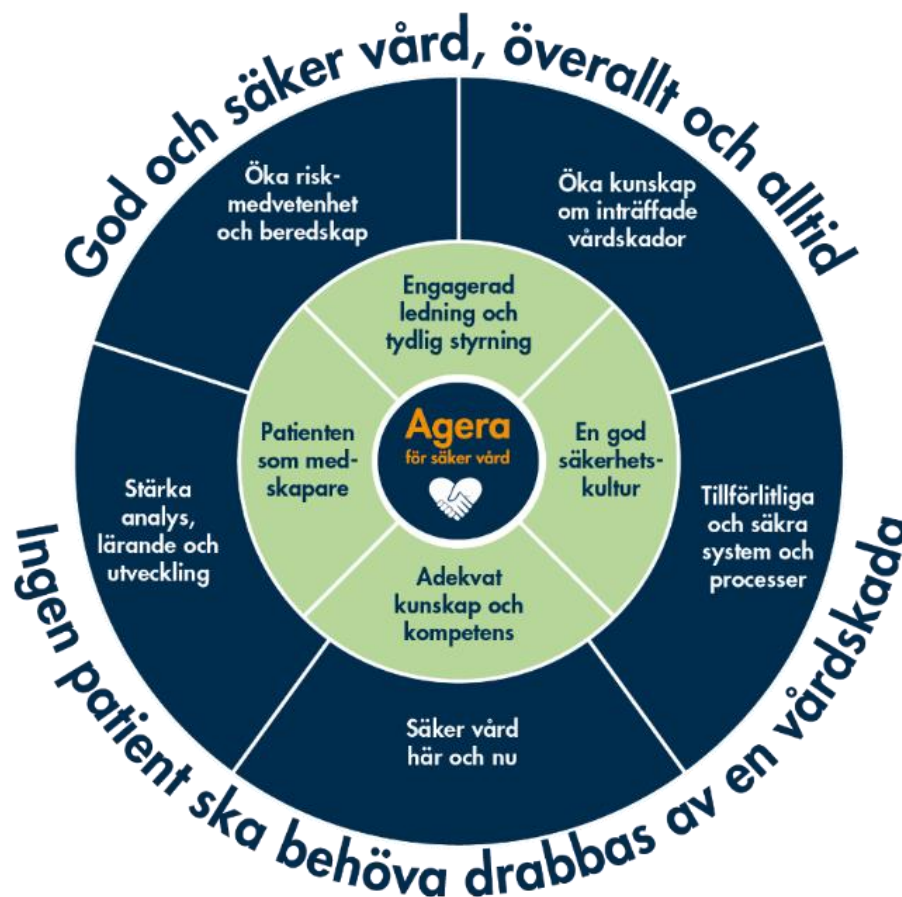 God och säker vård, överallt och alltid
Öka risk-
medvetenhet
och beredskap
Öka kunskap
om inträffade
vårdskador
Engagerad
ledning och
tydlig styrning
Patienten
som med-
skapare
Agera
för säker vård
En god
säkerhets-
kultur
Stärka
analys,
lärande och
utveckling
Tillförlitliga
och säkra
system och
processer
Adekvat
kunskap och
kompetens
Säker vård
här och nu
Ingen patient ska behöva drabbas av en vårdskada